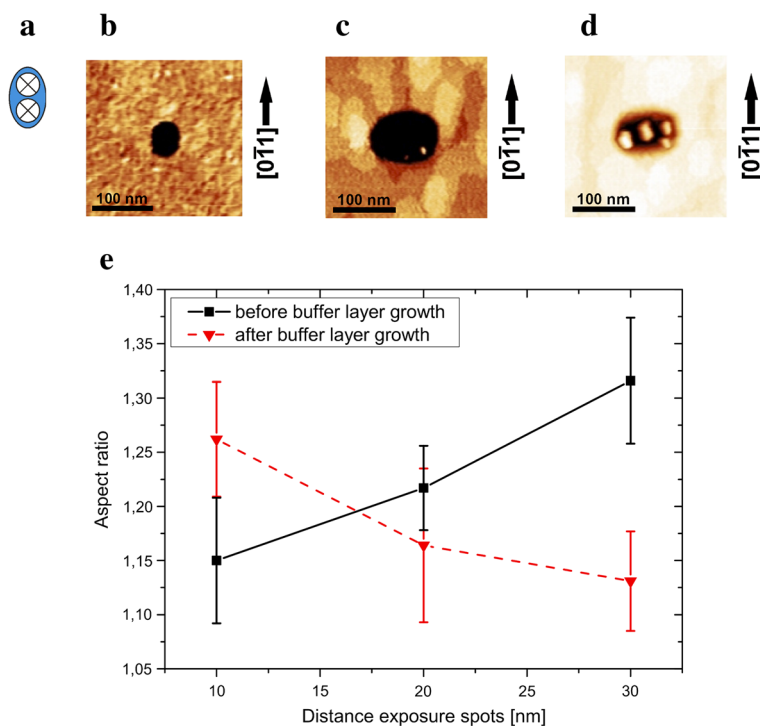 a
b
c
d
100 nm
[01̅1]
100 nm
[01̅1]
100 nm
[01̅1]
e
before buffer layer growth
after buffer layer growth
1,40
1,35
1,30
1,25
1,20
1,15
1,10
1,05
Aspect ratio
10
15
20
25
30
Distance exposure spots [nm]